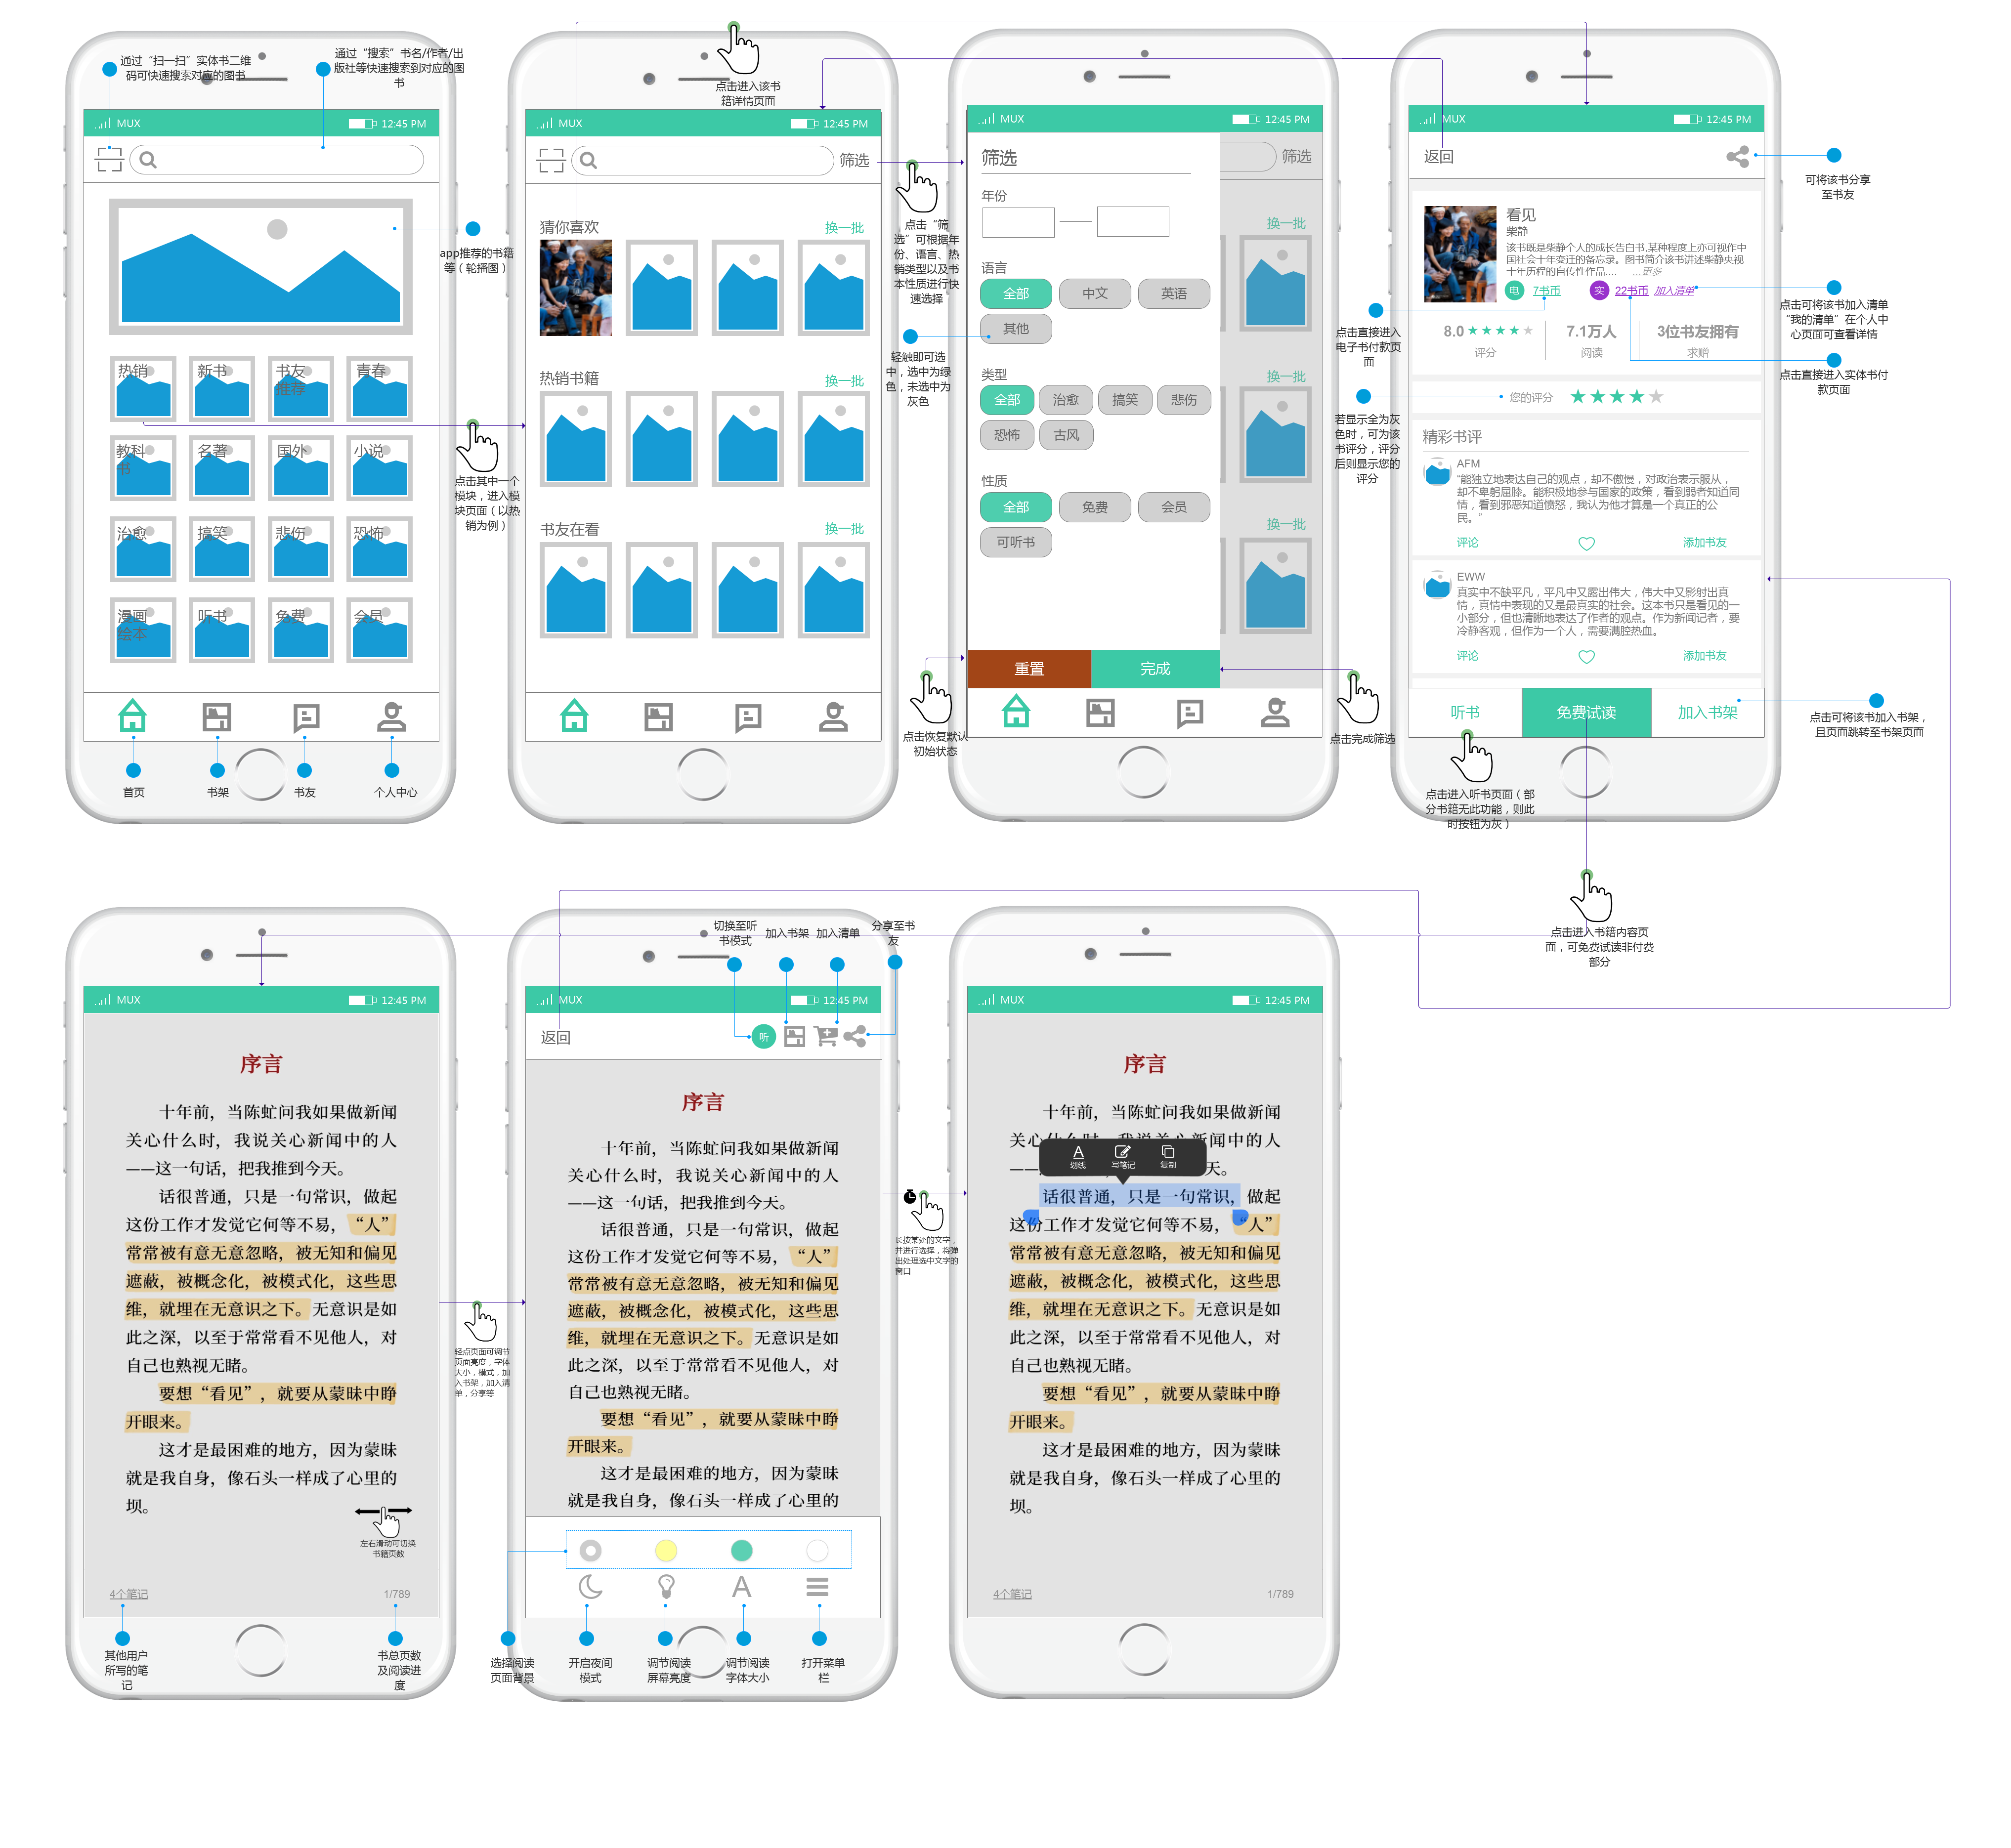 通过“扫一扫”实体书二维
码可快速搜索对应的图书
通过“搜索”书名/作者/出
版社等快速搜索到对应的图
书
MUX
12:45 PM
app推荐的书籍
等（轮播图）
热销
新书
书友
推荐
青春
教科
书
名著
国外
小说
治愈
搞笑
悲伤
恐怖
漫画
绘本
听书
免费
会员
点击其中一个
模块，进入模
块页面（以热
销为例）
首页
书架
书友
个人中心
点击进入该书
籍详情页面
MUX
12:45 PM
筛选
猜你喜欢
换一批
热销书籍
换一批
书友在看
换一批
点击“筛
选”可根据年
份、语言、热
销类型以及书
本性质进行快
速选择
轻触即可选
中，选中为绿
色，未选中为
灰色
点击恢复默认
初始状态
MUX
12:45 PM
筛选
筛选
年份
语言
全部
中文
英语
其他
类型
全部
治愈
搞笑
悲伤
恐怖
古风
性质
全部
免费
会员
可听书
换一批
换一批
换一批
重置
完成
点击完成筛选
点击直接进入
电子书付款页
面
若显示全为灰
色时，可为该
书评分，评分
后则显示您的
评分
MUX
12:45 PM
返回
看见
柴静
该书既是柴静个人的成长告白书,某种程度上亦可视作中
国社会十年变迁的备忘录。图书简介该书讲述柴静央视
十年历程的自传性作品.... ...更多
电
7书币
实
22书币
加入清单
8.0
评分
7.1万人
阅读
3位书友拥有
求赠
您的评分
精彩书评
AFM
“能独立地表达自己的观点，却不傲慢，对政治表示服从，
却不卑躬屈膝。能积极地参与国家的政策，看到弱者知道同
情，看到邪恶知道愤怒，我认为他才算是一个真正的公
民。”
评论
添加书友
EWW
真实中不缺平凡，平凡中又露出伟大，伟大中又影射出真
情，真情中表现的又是最真实的社会。这本书只是看见的一
小部分，但也清晰地表达了作者的观点。作为新闻记者，要
冷静客观，但作为一个人，需要满腔热血。
评论
添加书友
听书
免费试读
加入书架
可将该书分享
至书友
点击可将该书加入清单
“我的清单”在个人中
心页面可查看详情
点击直接进入实体书付
款页面
点击可将该书加入书架，
且页面跳转至书架页面
点击进入听书页面（部
分书籍无此功能，则此
时按钮为灰）
点击进入书籍内容页
面，可免费试读非付费
部分
MUX
12:45 PM
序言
十年前，当陈虻问我如果做新闻
关心什么时，我说关心新闻中的人
——这一句话，把我推到今天。
话很普通，只是一句常识，做起
这份工作才发觉它何等不易，“人”
常常被有意无意忽略，被无知和偏见
遮蔽，被概念化，被模式化，这些思
维，就埋在无意识之下。无意识是如
此之深，以至于常常看不见他人，对
自己也熟视无睹。
要想“看见”，就要从蒙昧中睁
开眼来。
这才是最困难的地方，因为蒙昧
就是我自身，像石头一样成了心里的
坝。
左右滑动可切换
书籍页数
4个笔记
1/789
其他用户
所写的笔
记
书总页数
及阅读进
度
轻点页面可调节
页面亮度，字体
大小，模式，加
入书架，加入清
单，分享等
切换至听
书模式
加入书架
加入清单
分享至书
友
MUX
12:45 PM
返回
听
序言
十年前，当陈虻问我如果做新闻
关心什么时，我说关心新闻中的人
——这一句话，把我推到今天。
话很普通，只是一句常识，做起
这份工作才发觉它何等不易，“人”
常常被有意无意忽略，被无知和偏见
遮蔽，被概念化，被模式化，这些思
维，就埋在无意识之下。无意识是如
此之深，以至于常常看不见他人，对
自己也熟视无睹。
要想“看见”，就要从蒙昧中睁
开眼来。
这才是最困难的地方，因为蒙昧
就是我自身，像石头一样成了心里的
A
选择阅读
页面背景
开启夜间
模式
调节阅读
屏幕亮度
调节阅读
字体大小
打开菜单
栏
长按某处的文字，
并进行选择，将弹
出处理选中文字的
窗口
MUX
12:45 PM
序言
十年前，当陈虻问我如果做新闻
关心什么时，我说关心新闻中的人
天。
A
划线
写笔记
复制
话很普通，只是一句常识，做起
这份工作才发觉它何等不易，“人”
常常被有意无意忽略，被无知和偏见
遮蔽，被概念化，被模式化，这些思
维，就埋在无意识之下。无意识是如
此之深，以至于常常看不见他人，对
自己也熟视无睹。
要想“看见”，就要从蒙昧中睁
开眼来。
这才是最困难的地方，因为蒙昧
就是我自身，像石头一样成了心里的
坝。
4个笔记
1/789